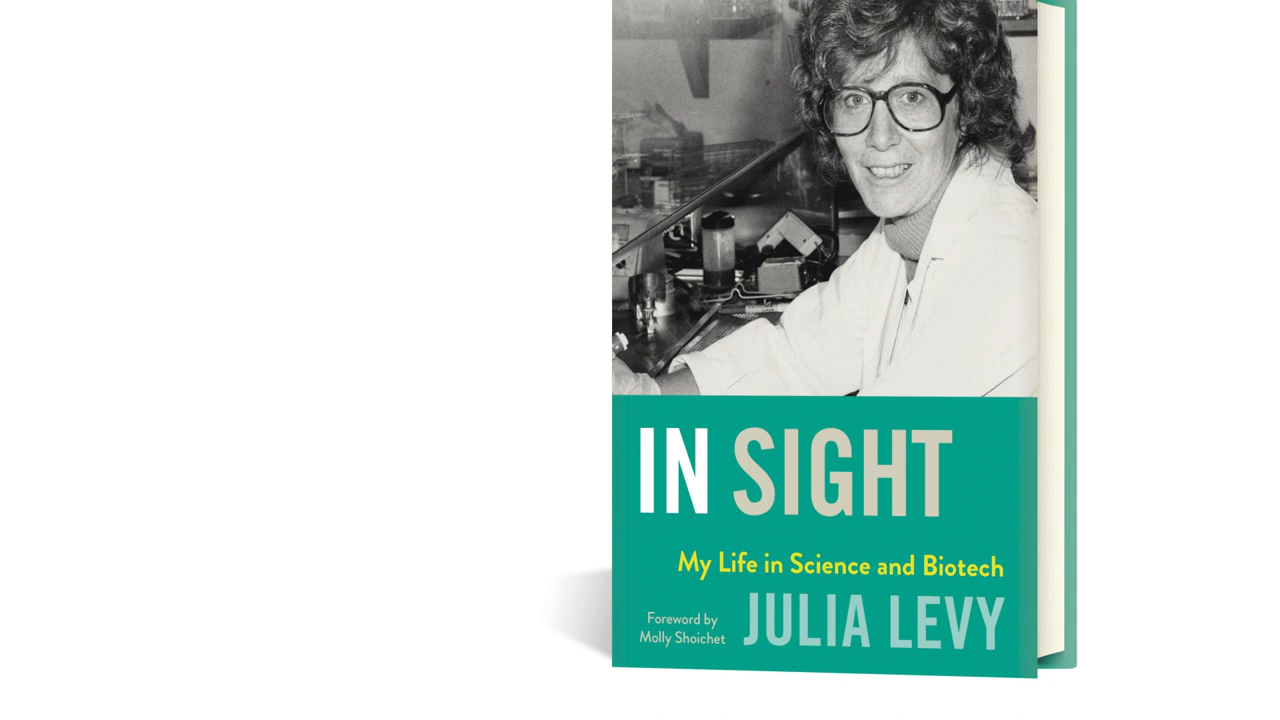 IN SIGHT
My Life in Science and Biotech
Foreword by
Molly Shoichet
JULIA LEVY